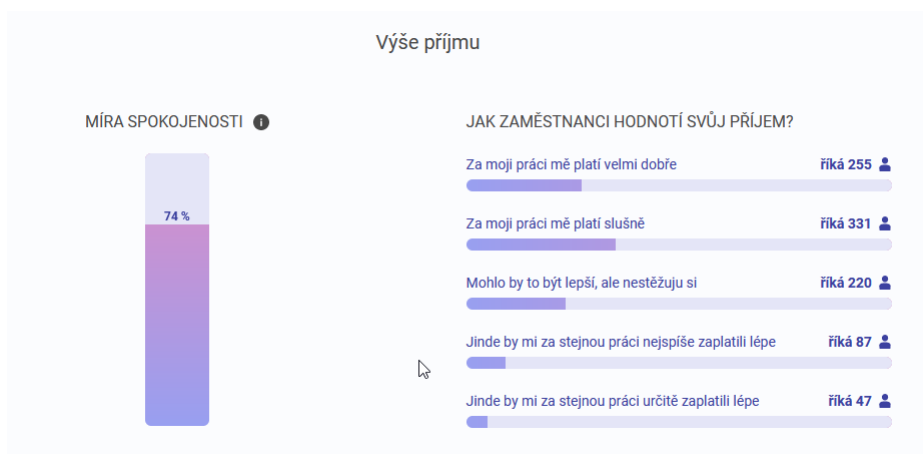 Výše příjmu
MÍRA SPOKOJENOSTI
74 %
JAK ZAMĚSTNANCI HODNOTÍ SVŮJ PŘÍJEM?
Za moji práci mě platí velmi dobře říká 255
Za moji práci mě platí slušně říká 331
Mohlo by to být lepší, ale nestěžuju si říká 220
Jinde by mi za stejnou práci nejspíše zaplatili lépe říká 87
Jinde by mi za stejnou práci určitě zaplatili lépe říká 47